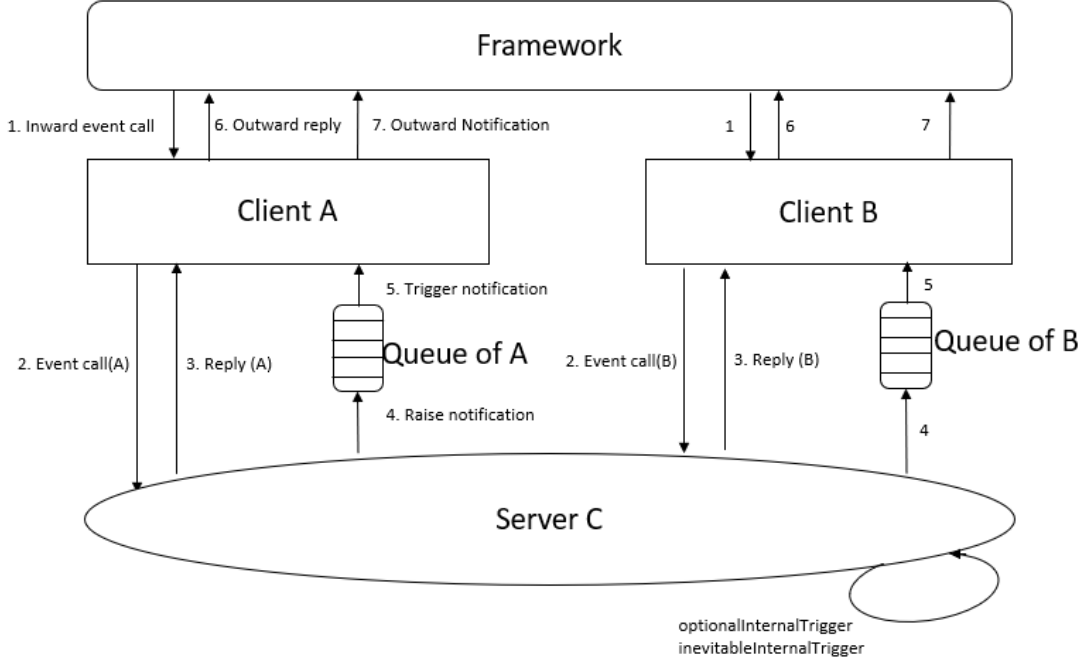 Framework
1. Inward event call
6. Outward reply
7. Outward Notification
1
6
7
Client A
Client B
5. Trigger notification
5
Queue of A
Queue of B
2. Event call(A)
3. Reply (A)
2. Event call(B)
3. Reply (B)
4. Raise notification
4
Server C
optionalInternalTrigger
inevitableInternalTrigger